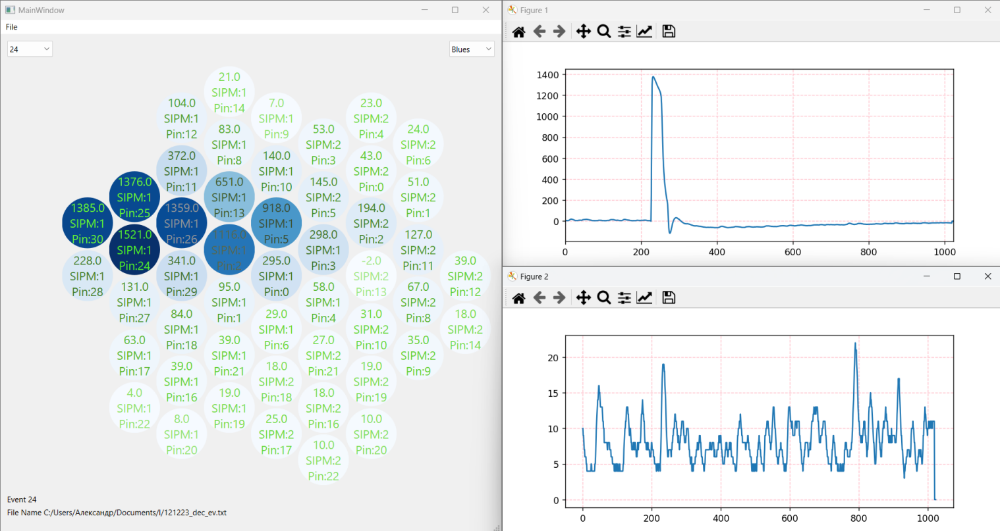 MainWindow
File
24
Blues
21.0
SIPM:1
Pin:14
104.0
SIPM:1
Pin:12
7.0
SIPM:1
Pin:9
23.0
SIPM:2
Pin:4
83.0
SIPM:1
Pin:8
53.0
SIPM:2
Pin:3
24.0
SIPM:2
Pin:6
372.0
SIPM:1
Pin:11
140.0
SIPM:1
Pin:10
43.0
SIPM:2
Pin:0
1376.0
SIPM:1
Pin:25
651.0
SIPM:1
Pin:13
145.0
SIPM:2
Pin:5
51.0
SIPM:2
Pin:1
1385.0
SIPM:1
Pin:30
1359.0
SIPM:1
Pin:26
918.0
SIPM:1
Pin:5
194.0
SIPM:2
Pin:2
1521.0
SIPM:1
Pin:24
1116.0
SIPM:1
Pin:2
298.0
SIPM:1
Pin:3
127.0
SIPM:2
Pin:11
228.0
SIPM:1
Pin:28
341.0
SIPM:1
Pin:29
295.0
SIPM:1
Pin:0
-2.0
SIPM:2
Pin:13
39.0
SIPM:2
Pin:12
131.0
SIPM:1
Pin:27
95.0
SIPM:1
Pin:1
58.0
SIPM:1
Pin:4
67.0
SIPM:2
Pin:8
84.0
SIPM:1
Pin:18
29.0
SIPM:1
Pin:6
31.0
SIPM:2
Pin:10
18.0
SIPM:2
Pin:14
63.0
SIPM:1
Pin:17
39.0
SIPM:1
Pin:21
27.0
SIPM:2
Pin:21
35.0
SIPM:2
Pin:9
39.0
SIPM:1
Pin:16
18.0
SIPM:2
Pin:18
19.0
SIPM:2
Pin:19
4.0
SIPM:1
Pin:22
19.0
SIPM:1
Pin:19
18.0
SIPM:2
Pin:16
8.0
SIPM:1
Pin:20
25.0
SIPM:2
Pin:17
10.0
SIPM:2
Pin:20
10.0
SIPM:2
Pin:22
Event 24
File Name C:/Users/Александр/Documents/I/121223_dec_ev.txt
Figure 1
1400
1200
1000
800
600
400
200
0
0 200 400 600 800 1000
Figure 2
20
15
10
5
0
0 200 400 600 800 1000